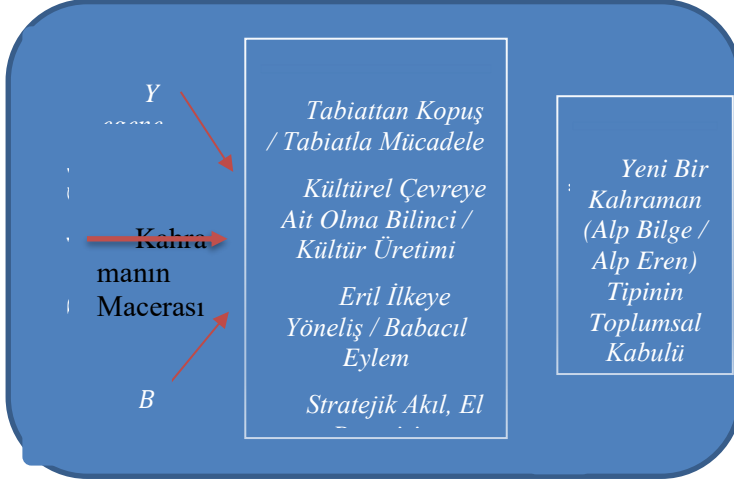 Y
Kahra
manın
Macerası
B
Tabiattan Kopuş
/ Tabiatla Mücadele
Kültürel Çevreye
Ait Olma Bilinci /
Kültür Üretimi
Eril İlkeye
Yöneliş / Babacıl
Eylem
Stratejik Akıl, El
Yeni Bir
Kahraman
(Alp Bilge /
Alp Eren)
Tipinin
Toplumsal
Kabulü